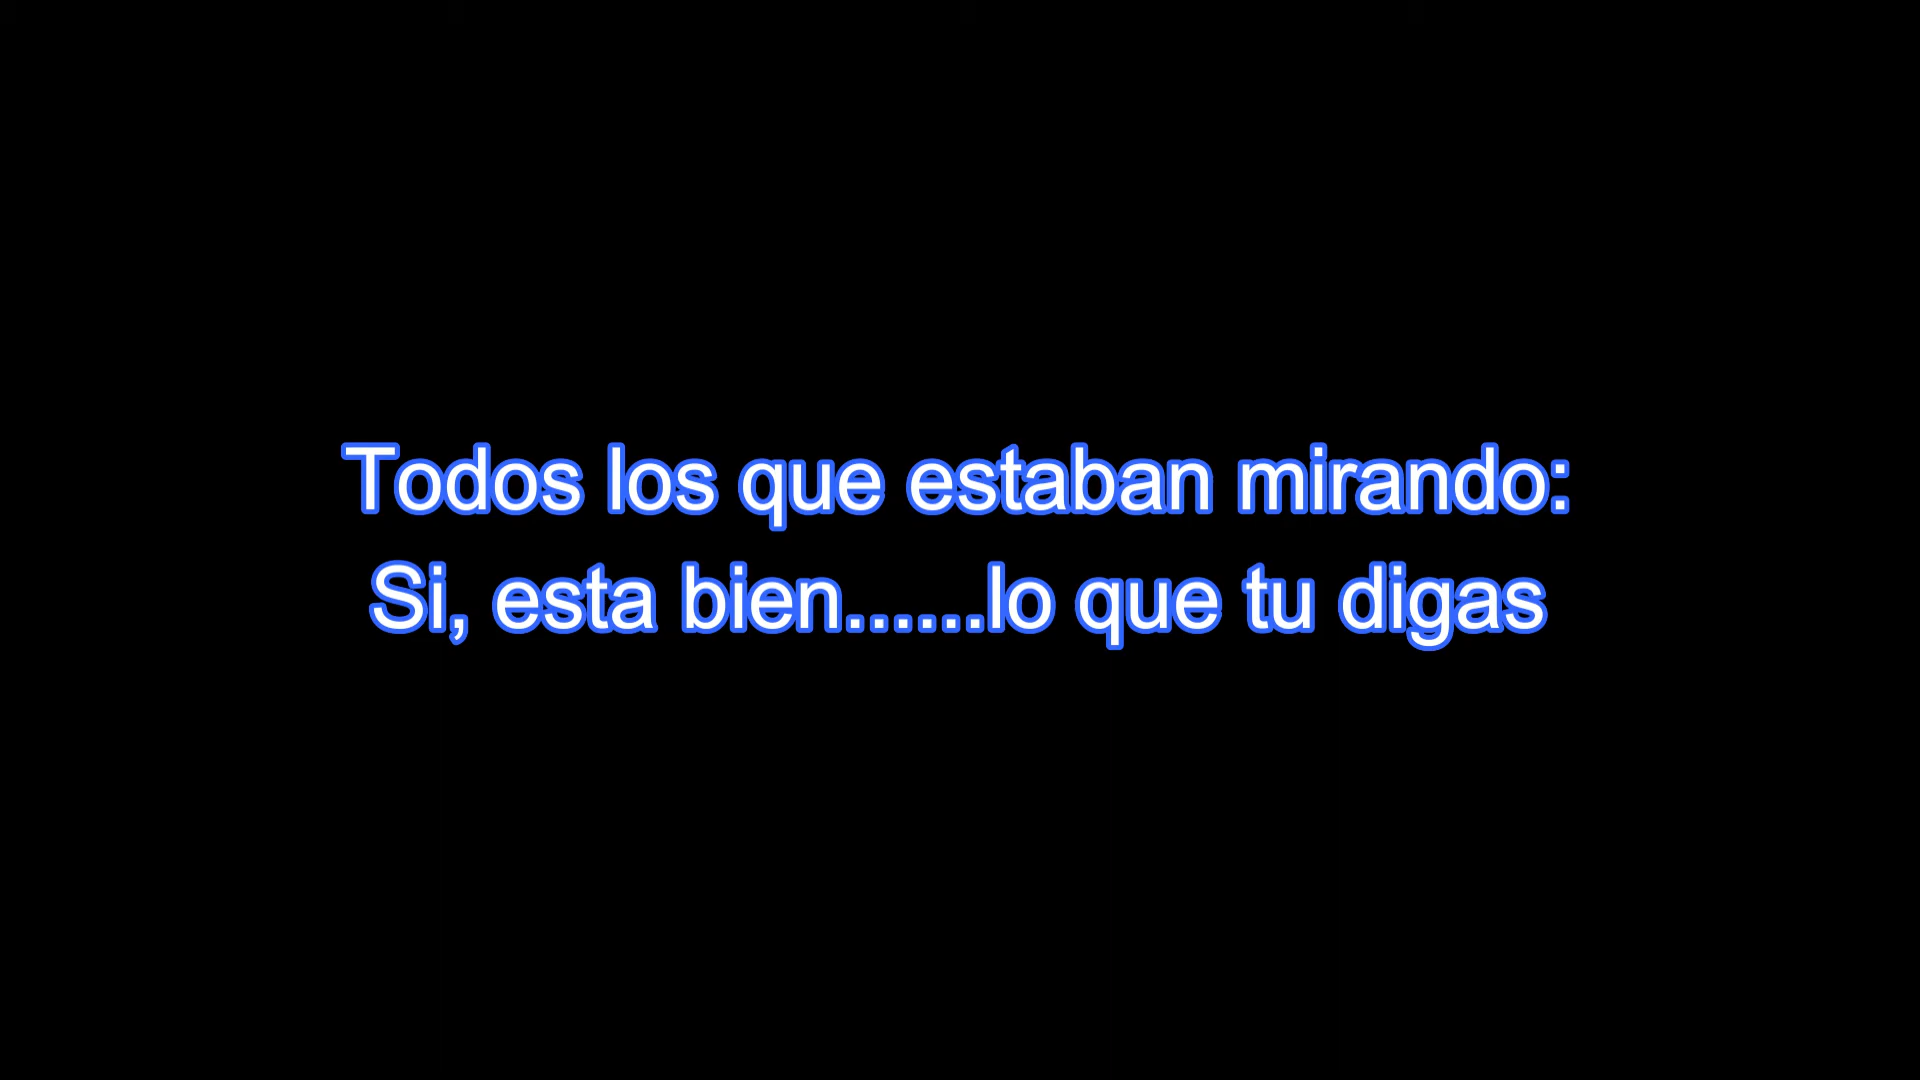 Todos los que estaban mirando:
Si, esta bien......lo que tu digas